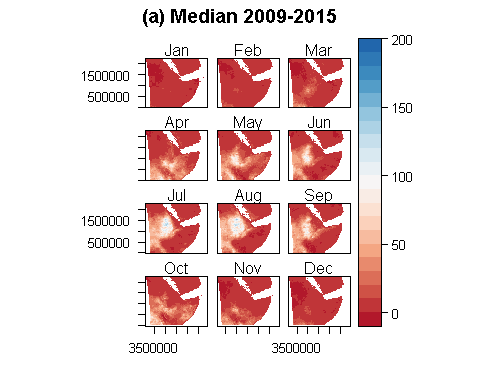 (a) Median 2009-2015
Jan Feb Mar
1500000
500000
Apr May Jun
Jul Aug Sep
1500000
500000
Oct Nov Dec
3500000 3500000
200
150
100
50
0